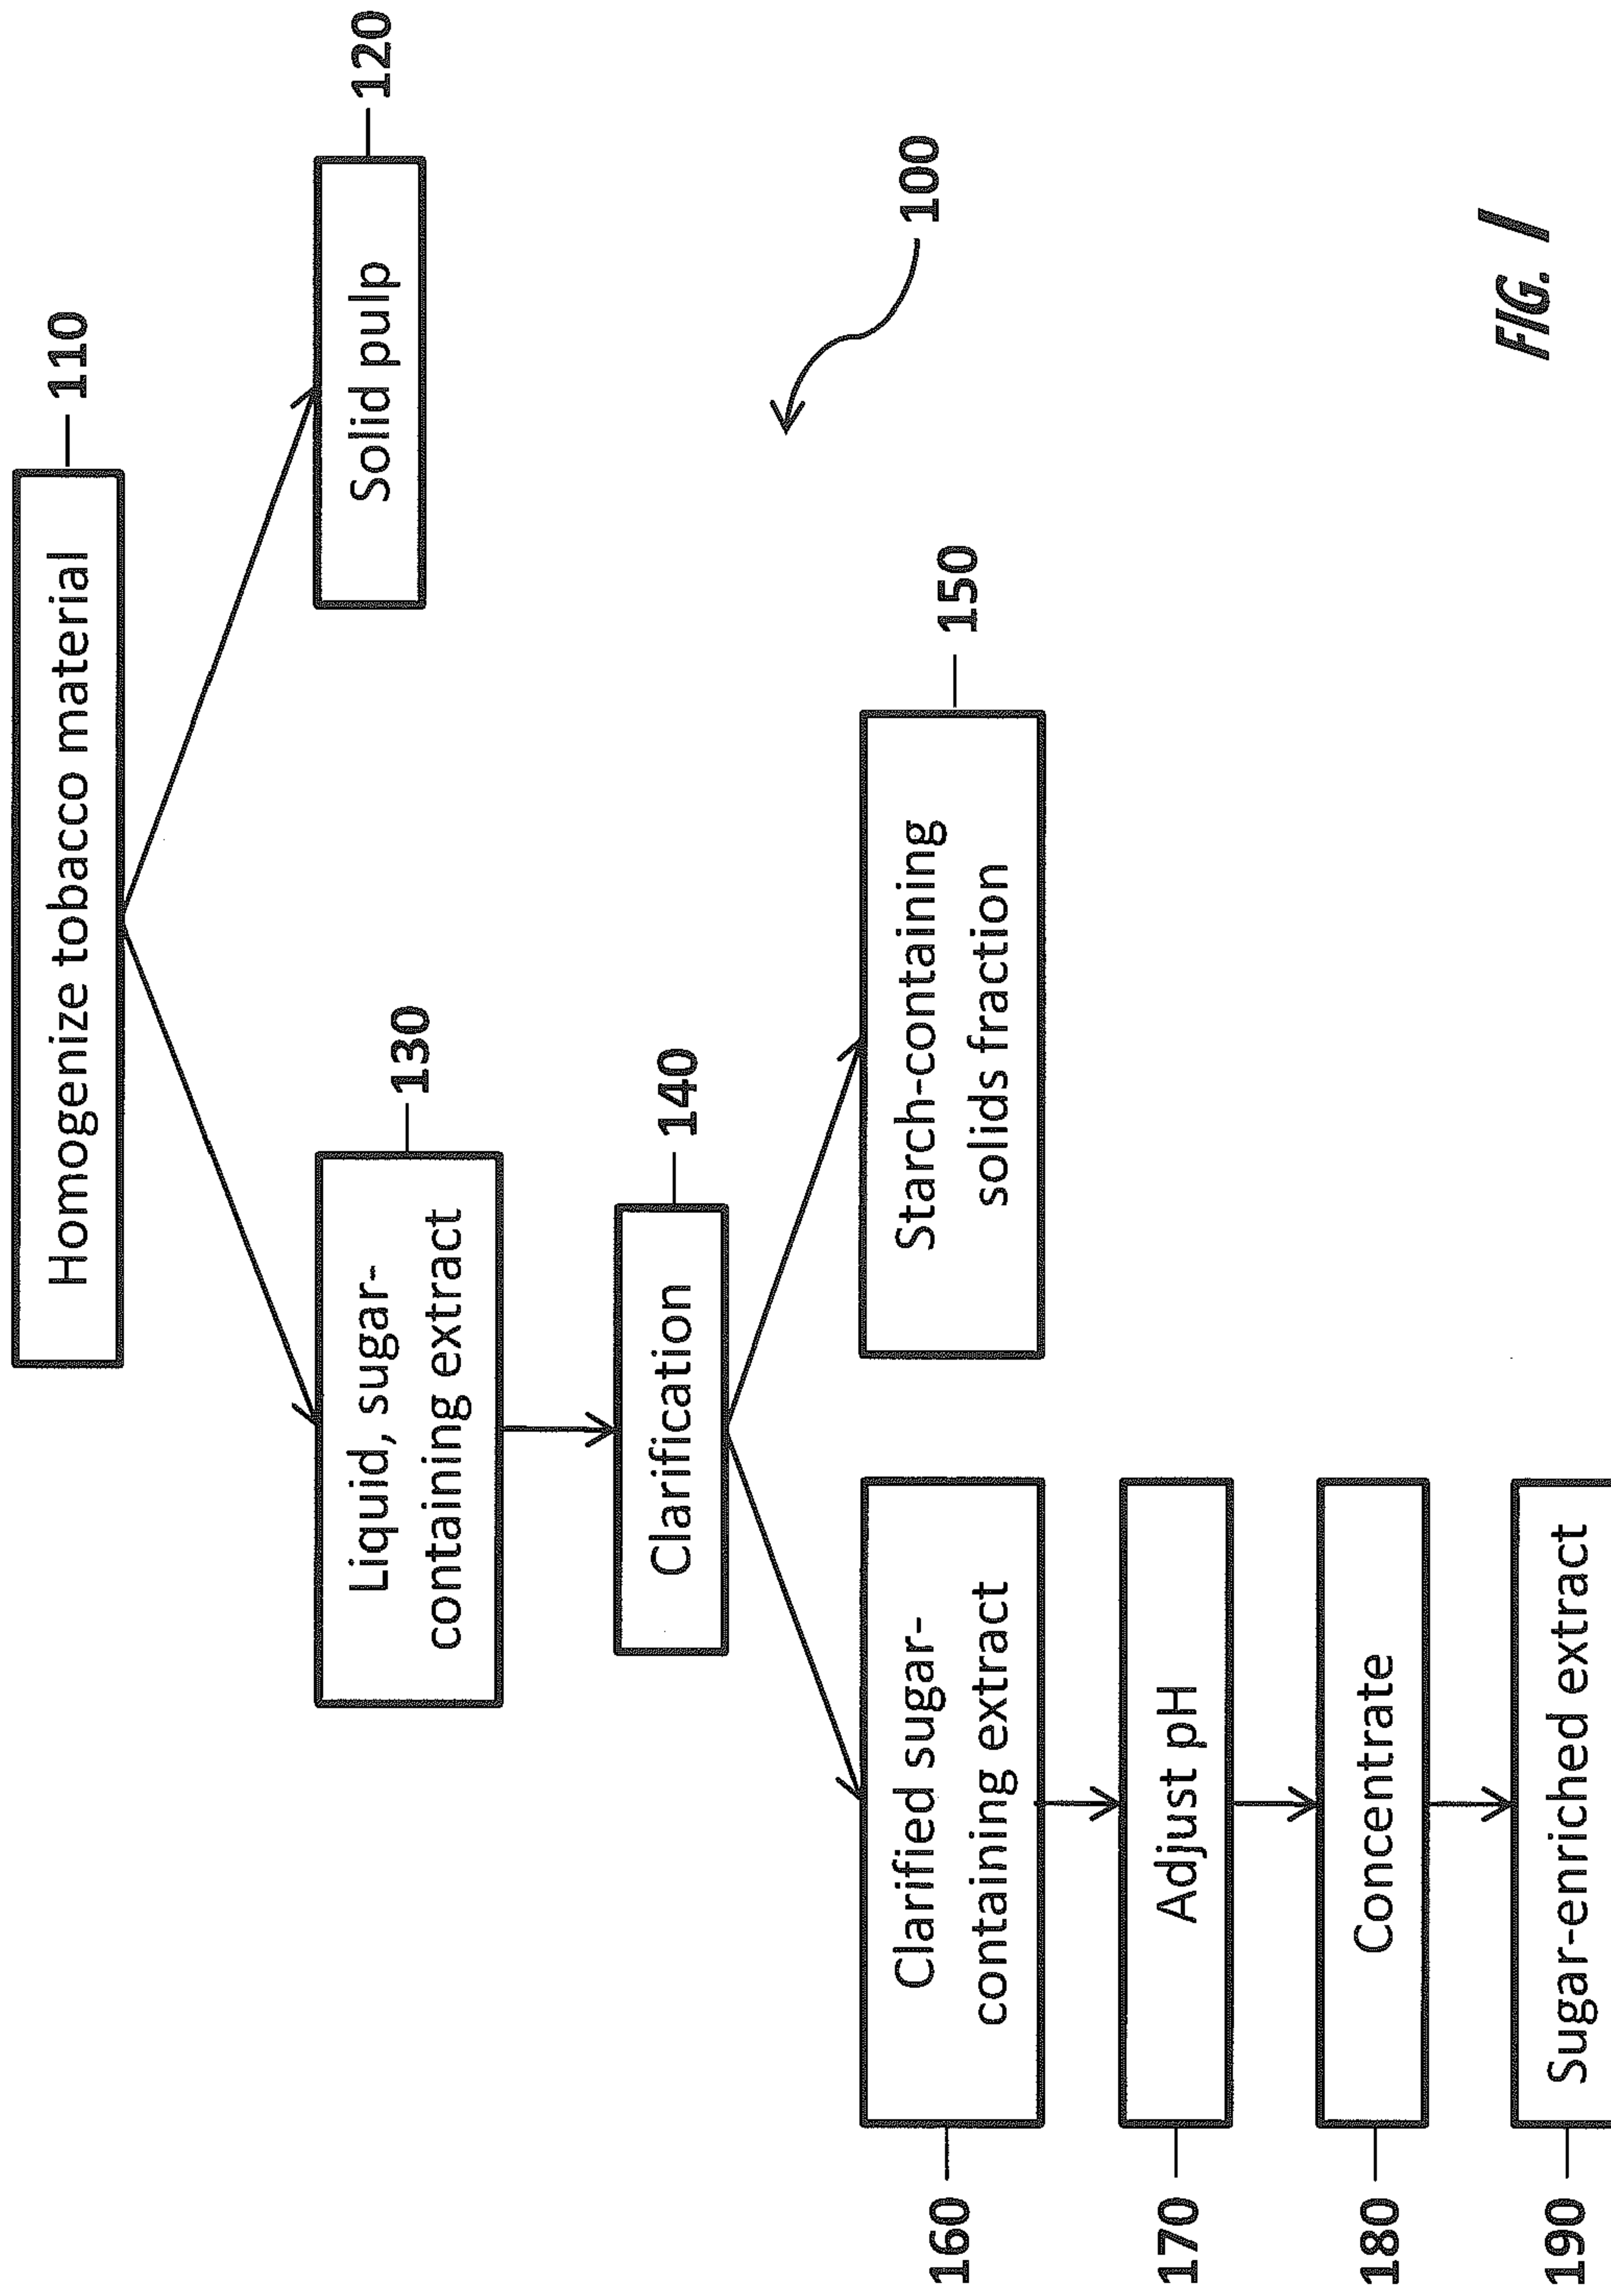 Homogenize tobacco material
110
Solid pulp
120
Liquid, sugar-
containing extract
130
Clarification
140
Starch-containing
solids fraction
150
100
160
Clarified sugar-
containing extract
170
Adjust pH
180
Concentrate
190
Sugar-enriched extract
FIG. 1